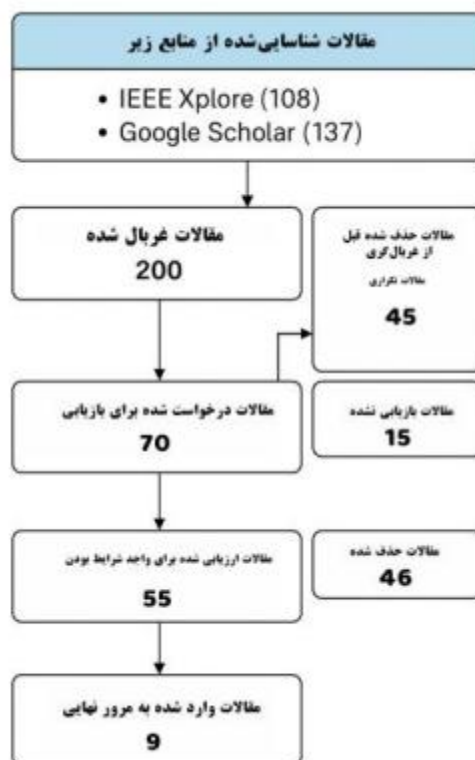 مقالات شناسایی‌شده از منابع زیر
• IEEE Xplore (108)
• Google Scholar (137)
مقالات غربال شده
200
مقالات حذف شده قبل
از غربال‌گری
مقالات تکراری
45
مقالات درخواست شده برای بازیابی
70
مقالات بازیابی نشده
15
مقالات ارزیابی شده برای واجد شرایط بودن
55
مقالات حذف شده
46
مقالات وارد شده به مرور نهایی
9